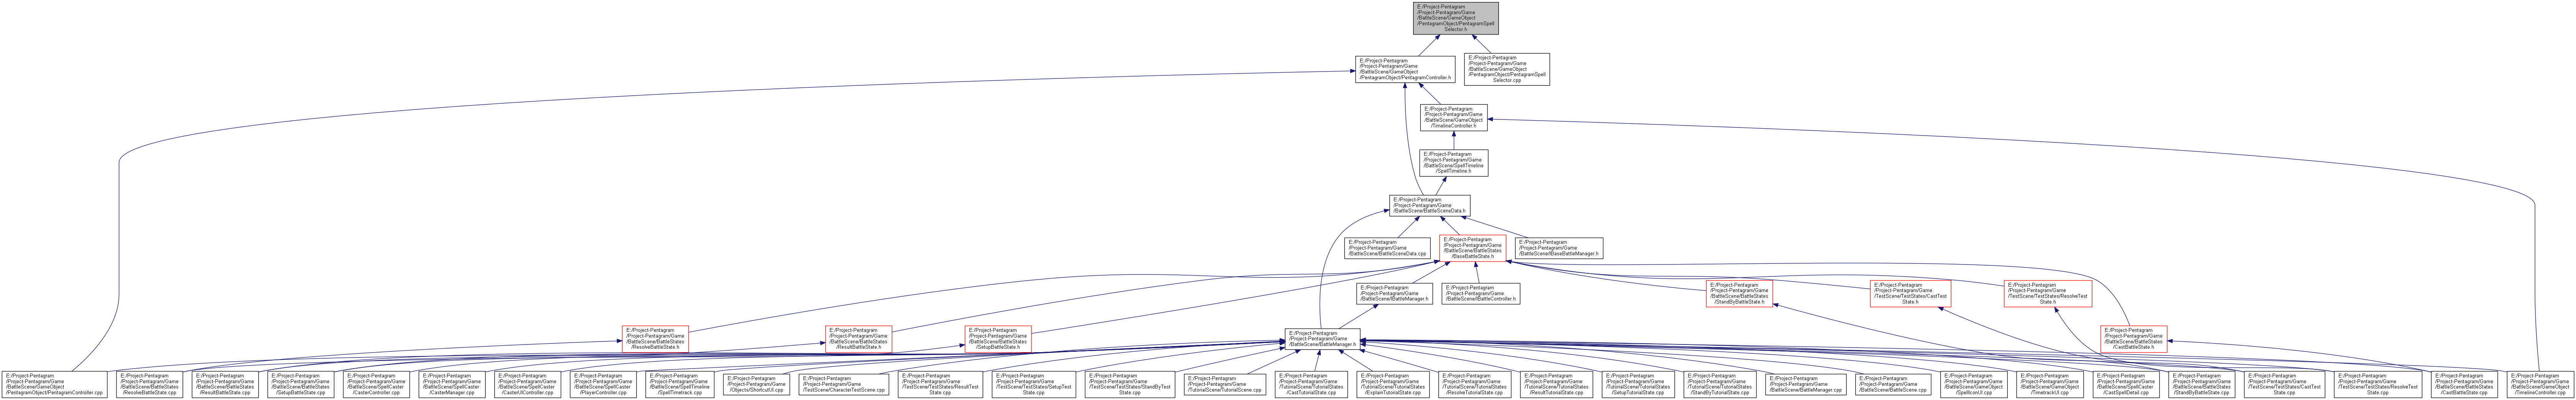 E:/Project-Pentagram
/Project-Pentagram/Game
/BattleScene/GameObject
/PentagramObject/PentagramSpell
Selector.h
E:/Project-Pentagram
/Project-Pentagram/Game
/BattleScene/GameObject
/PentagramObject/PentagramController.h
E:/Project-Pentagram
/Project-Pentagram/Game
/BattleScene/GameObject
/PentagramObject/PentagramSpell
Selector.cpp
E:/Project-Pentagram
/Project-Pentagram/Game
/BattleScene/GameObject
/TimelineController.h
E:/Project-Pentagram
/Project-Pentagram/Game
/BattleScene/SpellTimeline
/SpellTimeline.h
E:/Project-Pentagram
/Project-Pentagram/Game
/BattleScene/BattleSceneData.h
E:/Project-Pentagram
/Project-Pentagram/Game
/BattleScene/BattleSceneData.cpp
E:/Project-Pentagram
/Project-Pentagram/Game
/BattleScene/BattleStates
/BaseBattleState.h
E:/Project-Pentagram
/Project-Pentagram/Game
/BattleScene/IBaseBattleManager.h
E:/Project-Pentagram
/Project-Pentagram/Game
/BattleScene/IBattleManager.h
E:/Project-Pentagram
/Project-Pentagram/Game
/BattleScene/IBattleController.h
E:/Project-Pentagram
/Project-Pentagram/Game
/BattleScene/BattleStates
/StandByBattleState.h
E:/Project-Pentagram
/Project-Pentagram/Game
/TestScene/TestStates/CastTest
State.h
E:/Project-Pentagram
/Project-Pentagram/Game
/TestScene/TestStates/ResolveTest
State.h
E:/Project-Pentagram
/Project-Pentagram/Game
/BattleScene/BattleStates
/ResolveBattleState.h
E:/Project-Pentagram
/Project-Pentagram/Game
/BattleScene/BattleStates
/ResultBattleState.h
E:/Project-Pentagram
/Project-Pentagram/Game
/BattleScene/BattleStates
/SetupBattleState.h
E:/Project-Pentagram
/Project-Pentagram/Game
/BattleScene/BattleManager.h
E:/Project-Pentagram
/Project-Pentagram/Game
/BattleScene/BattleStates
/CastBattleState.h
E:/Project-Pentagram
/Project-Pentagram/Game
/BattleScene/GameObject
/PentagramObject/PentagramController.cpp
E:/Project-Pentagram
/Project-Pentagram/Game
/BattleScene/BattleStates
/ResolveBattleState.cpp
E:/Project-Pentagram
/Project-Pentagram/Game
/BattleScene/BattleStates
/ResultBattleState.cpp
E:/Project-Pentagram
/Project-Pentagram/Game
/BattleScene/BattleStates
/SetupBattleState.cpp
E:/Project-Pentagram
/Project-Pentagram/Game
/BattleScene/SpellCaster
/CasterController.cpp
E:/Project-Pentagram
/Project-Pentagram/Game
/BattleScene/SpellCaster
/CasterManager.cpp
E:/Project-Pentagram
/Project-Pentagram/Game
/BattleScene/SpellCaster
/CasterUIController.cpp
E:/Project-Pentagram
/Project-Pentagram/Game
/BattleScene/SpellCaster
/PlayerController.cpp
E:/Project-Pentagram
/Project-Pentagram/Game
/BattleScene/SpellTimeline
/SpellTimetrack.cpp
E:/Project-Pentagram
/Project-Pentagram/Game
/Objects/ShortcutUI.cpp
E:/Project-Pentagram
/Project-Pentagram/Game
/TestScene/CharacterTestScene.cpp
E:/Project-Pentagram
/Project-Pentagram/Game
/TestScene/TestStates/ResultTest
State.cpp
E:/Project-Pentagram
/Project-Pentagram/Game
/TestScene/TestStates/SetupTest
State.cpp
E:/Project-Pentagram
/Project-Pentagram/Game
/TestScene/TestStates/StandByTest
State.cpp
E:/Project-Pentagram
/Project-Pentagram/Game
/TutorialScene/TutorialScene.cpp
E:/Project-Pentagram
/Project-Pentagram/Game
/TutorialScene/TutorialStates
/CastTutorialState.cpp
E:/Project-Pentagram
/Project-Pentagram/Game
/TutorialScene/TutorialStates
/ExplainTutorialState.cpp
E:/Project-Pentagram
/Project-Pentagram/Game
/TutorialScene/TutorialStates
/ResolveTutorialState.cpp
E:/Project-Pentagram
/Project-Pentagram/Game
/TutorialScene/TutorialStates
/ResultTutorialState.cpp
E:/Project-Pentagram
/Project-Pentagram/Game
/TutorialScene/TutorialStates
/SetupTutorialState.cpp
E:/Project-Pentagram
/Project-Pentagram/Game
/TutorialScene/TutorialStates
/StandByTutorialState.cpp
E:/Project-Pentagram
/Project-Pentagram/Game
/BattleScene/BattleManager.cpp
E:/Project-Pentagram
/Project-Pentagram/Game
/BattleScene/BattleScene.cpp
E:/Project-Pentagram
/Project-Pentagram/Game
/BattleScene/GameObject
/SpellIconUI.cpp
E:/Project-Pentagram
/Project-Pentagram/Game
/BattleScene/GameObject
/TimetrackUI.cpp
E:/Project-Pentagram
/Project-Pentagram/Game
/BattleScene/SpellCaster
/CastSpellDetail.cpp
E:/Project-Pentagram
/Project-Pentagram/Game
/BattleScene/BattleStates
/StandByBattleState.cpp
E:/Project-Pentagram
/Project-Pentagram/Game
/TestScene/TestStates/CastTest
State.cpp
E:/Project-Pentagram
/Project-Pentagram/Game
/TestScene/TestStates/ResolveTest
State.cpp
E:/Project-Pentagram
/Project-Pentagram/Game
/BattleScene/BattleStates
/CastBattleState.cpp
E:/Project-Pentagram
/Project-Pentagram/Game
/BattleScene/GameObject
/TimelineController.cpp